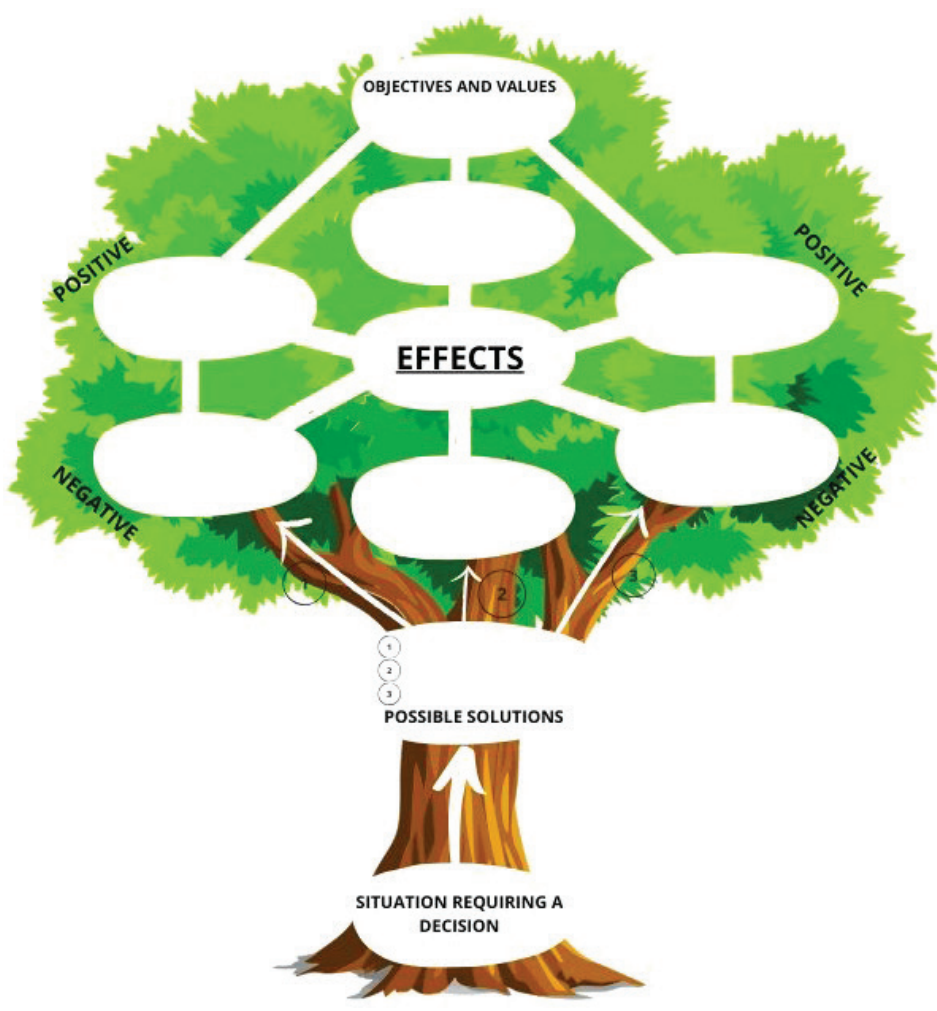 OBJECTIVES AND VALUES
POSITIVE
POSITIVE
EFFECTS
NEGATIVE
NEGATIVE
1
2
3
1
2
3
POSSIBLE SOLUTIONS
SITUATION REQUIRING A
DECISION